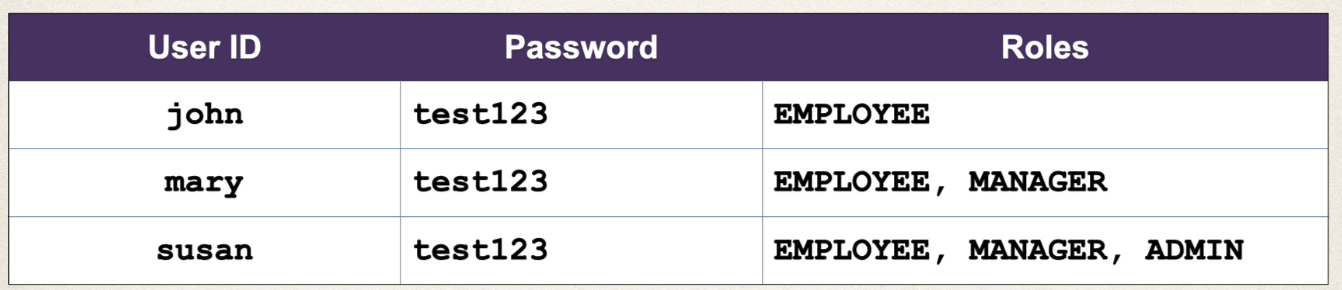 User ID Password Roles
john test123 EMPLOYEE
mary test123 EMPLOYEE, MANAGER
susan test123 EMPLOYEE, MANAGER, ADMIN